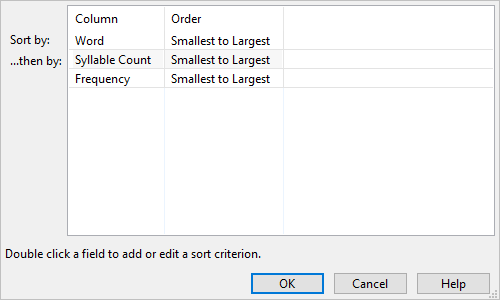 Column Order
Sort by: Word Smallest to Largest
...then by: Syllable Count Smallest to Largest
Frequency Smallest to Largest
Double click a field to add or edit a sort criterion.
OK Cancel Help